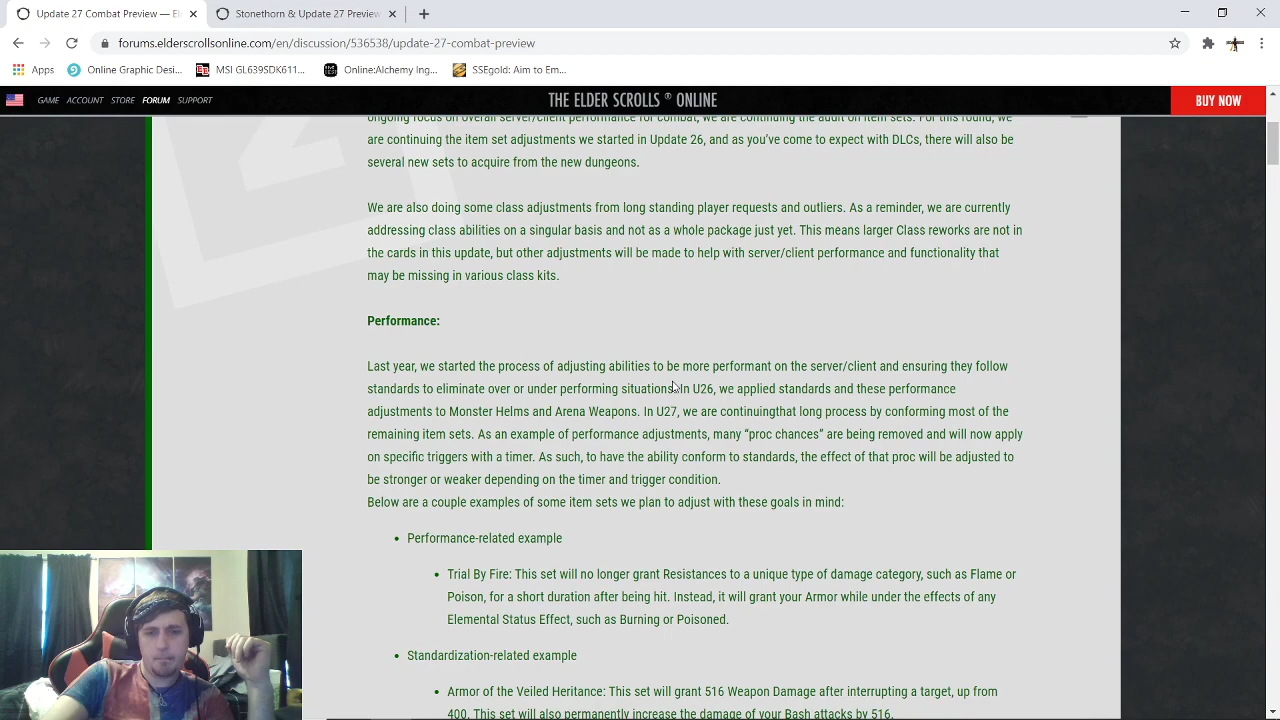 Update 27 Combat Preview — El
Stonethorn & Update 27 Preview
forums.elderscrollsonline.com/en/discussion/536538/update-27-combat-preview
Apps
Online Graphic Desi...
MSI GL639SDK611...
Online:Alchemy Ing...
SSEgold: Aim to Em...
GAME ACCOUNT STORE FORUM SUPPORT
THE ELDER SCROLLS ® ONLINE
BUY NOW
ongoing focus on overall server/client performance for combat, we are continuing the audit on item sets. For this round, we
are continuing the item set adjustments we started in Update 26, and as you’ve come to expect with DLCs, there will also be
several new sets to acquire from the new dungeons.
We are also doing some class adjustments from long standing player requests and outliers. As a reminder, we are currently
addressing class abilities on a singular basis and not as a whole package just yet. This means larger Class reworks are not in
the cards in this update, but other adjustments will be made to help with server/client performance and functionality that
may be missing in various class kits.
Performance:
Last year, we started the process of adjusting abilities to be more performant on the server/client and ensuring they follow
standards to eliminate over or under performing situations. In U26, we applied standards and these performance
adjustments to Monster Helms and Arena Weapons. In U27, we are continuingthat long process by conforming most of the
remaining item sets. As an example of performance adjustments, many “proc chances” are being removed and will now apply
on specific triggers with a timer. As such, to have the ability conform to standards, the effect of that proc will be adjusted to
be stronger or weaker depending on the timer and trigger condition.
Below are a couple examples of some item sets we plan to adjust with these goals in mind:
• Performance-related example
• Trial By Fire: This set will no longer grant Resistances to a unique type of damage category, such as Flame or
Poison, for a short duration after being hit. Instead, it will grant your Armor while under the effects of any
Elemental Status Effect, such as Burning or Poisoned.
• Standardization-related example
• Armor of the Veiled Heritance: This set will grant 516 Weapon Damage after interrupting a target, up from
400. This set will also permanently increase the damage of your Bash attacks by 516.